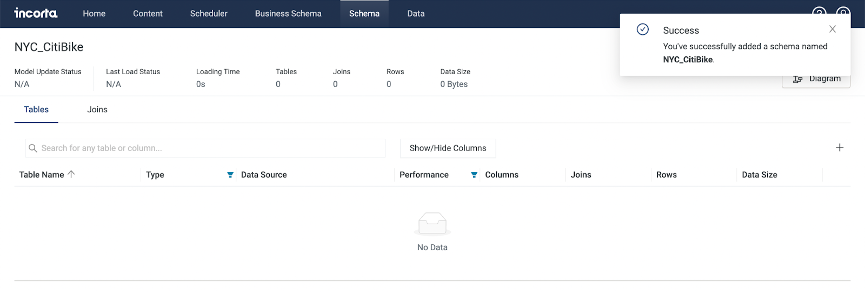 incorta Home Content Scheduler Business Schema Schema Data
Success
You've successfully added a schema named
NYC_CitiBike.
NYC_CitiBike
Model Update Status Last Load Status Loading Time Tables Joins Rows Data Size
N/A N/A 0s 0 0 0 0 Bytes
Diagram
Tables Joins
Search for any table or column... Show/Hide Columns
Table Name Type Data Source Performance Columns Joins Rows Data Size
No Data